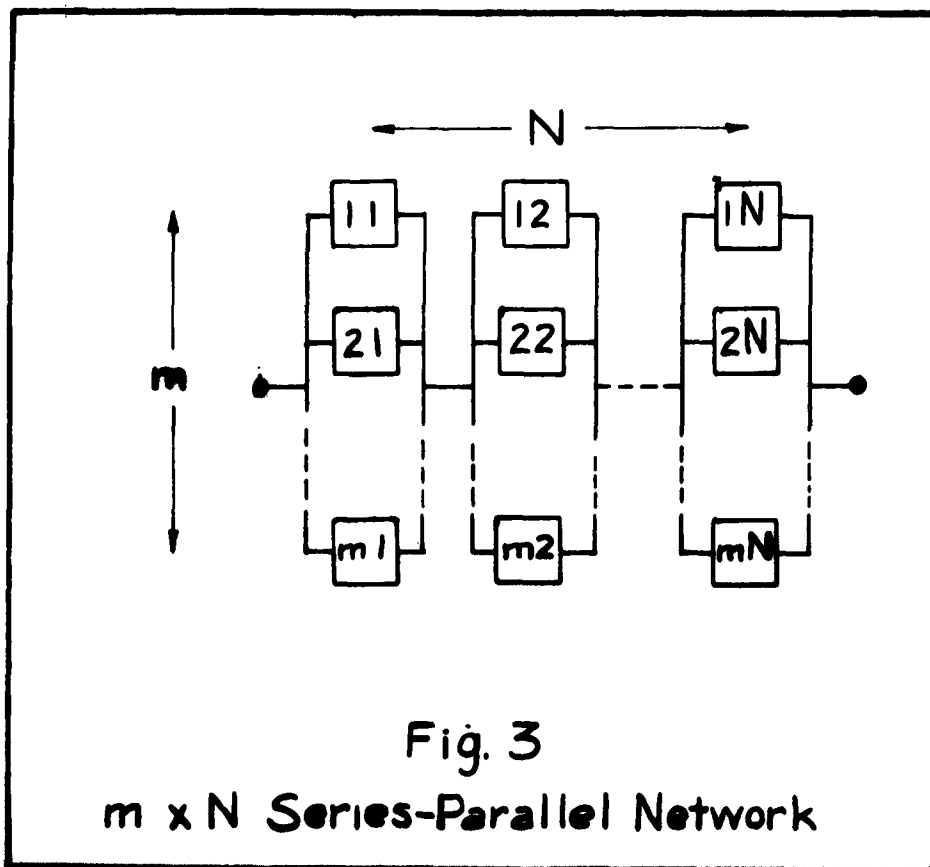 N
11 12 1N
21 22 2N
m
m1 m2 mN
Fig. 3
m x N Series-Parallel Network